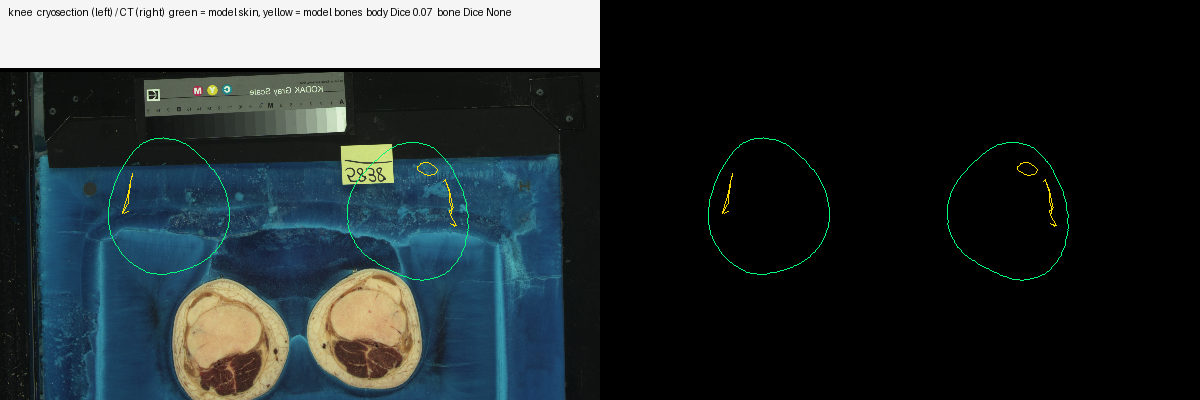 knee cryosection (left) / CT (right) green = model skin, yellow = model bones body Dice 0.07 bone Dice None
KODAK Gray Scale
C Y M
A
M
B
2838